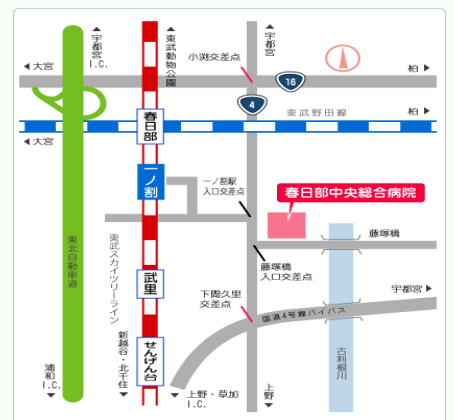 宇都宮
I.C.
東武動物公園
宇都宮
小渕交差点
大宮
16
柏
4
東武野田線
柏
春日部
大宮
一ノ割
一ノ割駅
入口交差点
春日部中央総合病院
東北自動車道
東武スカイツリーライン
藤塚橋
藤塚橋
入口交差点
武里
下間久里
交差点
宇都宮
国道4号線バイパス
新越谷・北千住
せんげん台
古利根川
浦和
I.C.
上野・草加
I.C.
上野